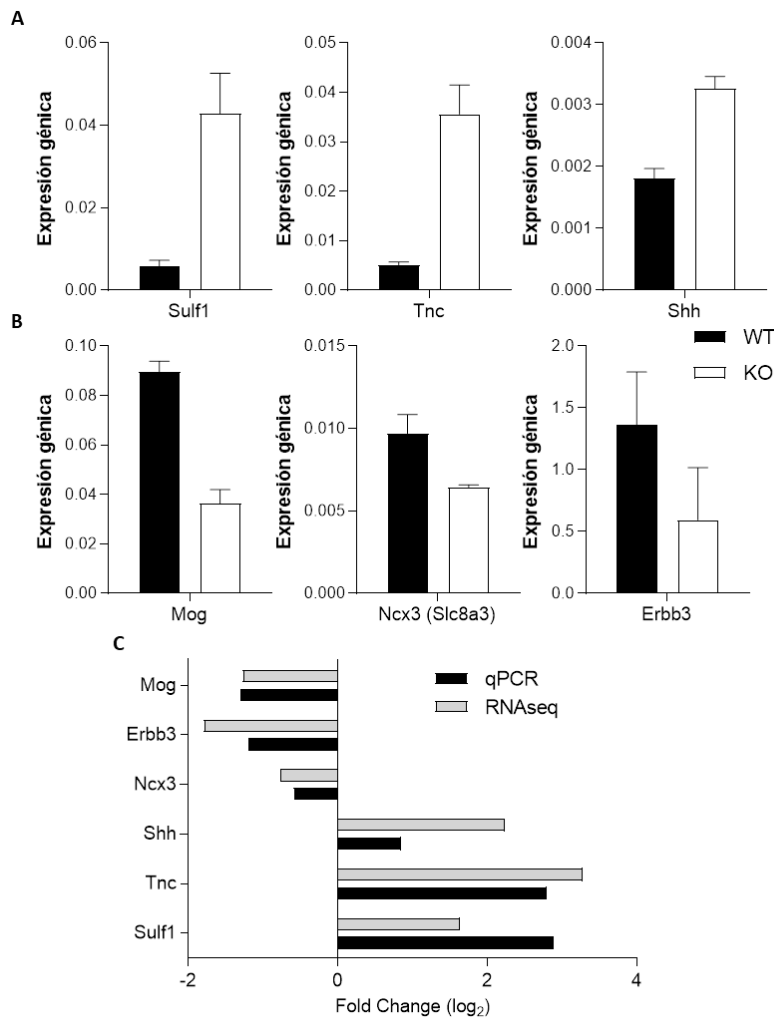 A
Expresión génica
0.06
0.04
0.02
0.00
Sulf1
Expresión génica
0.05
0.04
0.03
0.02
0.01
0.00
Tnc
Expresión génica
0.004
0.003
0.002
0.001
0.000
Shh
WT
KO
B
Expresión génica
0.10
0.08
0.06
0.04
0.02
0.00
Mog
Expresión génica
0.015
0.010
0.005
0.000
Ncx3 (Slc8a3)
Expresión génica
2.0
1.5
1.0
0.5
0.0
Erbb3
C
Mog
Erbb3
Ncx3
Shh
Tnc
Sulf1
qPCR
RNAseq
-2 0 2 4
Fold Change (log₂)